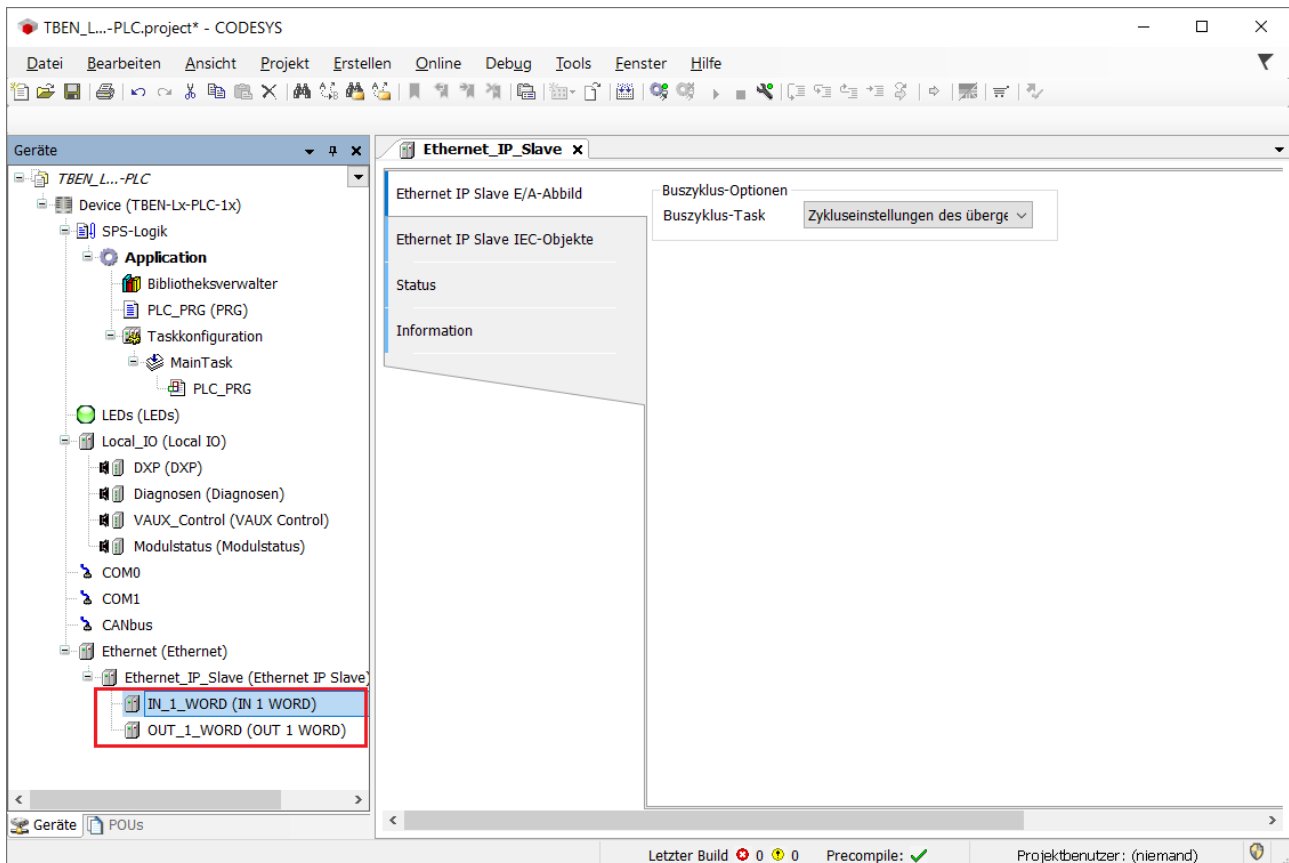 TBEN_L...-PLC.project* - CODESYS
Datei Bearbeiten Ansicht Projekt Erstellen Online Debug Tools Fenster Hilfe
Geräte
Ethernet_IP_Slave
TBEN_L...-PLC
Device (TBEN-Lx-PLC-1x)
SPS-Logik
Application
Bibliotheksverwalter
PLC_PRG (PRG)
Taskkonfiguration
MainTask
PLC_PRG
LEDs (LEDs)
Local_IO (Local IO)
DXP (DXP)
Diagnosen (Diagnosen)
VAUX_Control (VAUX Control)
Modulstatus (Modulstatus)
COM0
COM1
CANbus
Ethernet (Ethernet)
Ethernet_IP_Slave (Ethernet IP Slave)
IN_1_WORD (IN 1 WORD)
OUT_1_WORD (OUT 1 WORD)
Geräte POUs
Ethernet IP Slave E/A-Abbild
Ethernet IP Slave IEC-Objekte
Status
Information
Buszyklus-Optionen
Buszyklus-Task Zykluseinstellungen des überge
Letzter Build 0 0 Precompile: Projektbenutzer: (niemand)